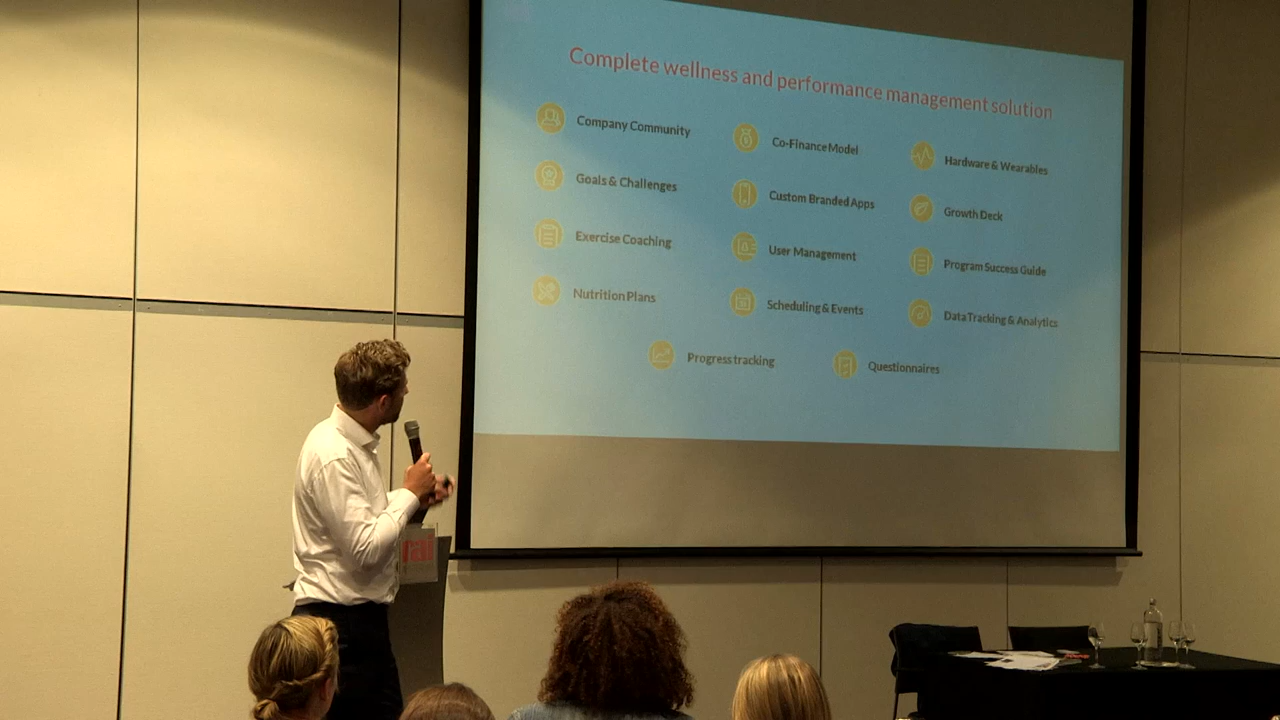 Complete wellness and performance management solution
Company Community
Co-Finance Model
Hardware & Wearables
Goals & Challenges
Custom Branded Apps
Growth Deck
Exercise Coaching
User Management
Program Success Guide
Nutrition Plans
Scheduling & Events
Data Tracking & Analytics
Progress tracking
Questionnaires
rai